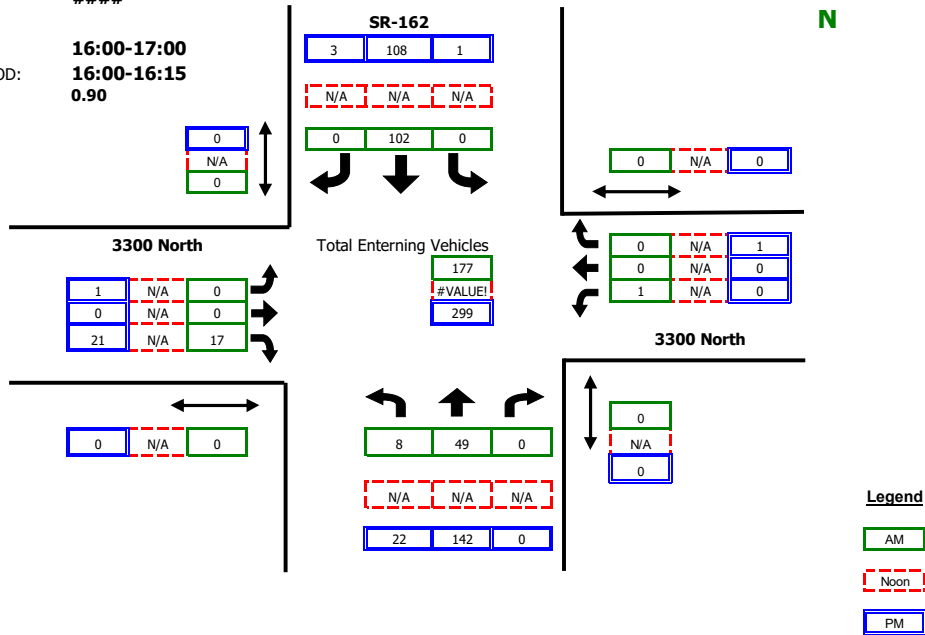 ####
SR-162
N
3 108 1
16:00-17:00
OD: 16:00-16:15
0.90
N/A N/A N/A
0 102 0
0
N/A
0
0 N/A 0
3300 North
Total Enterning Vehicles
177
#VALUE!
299
0 N/A 1
0 N/A 0
1 N/A 0
1 N/A 0
0 N/A 0
21 N/A 17
3300 North
0 N/A 0
8 49 0
N/A N/A N/A
22 142 0
0
N/A
0
Legend
AM
Noon
PM